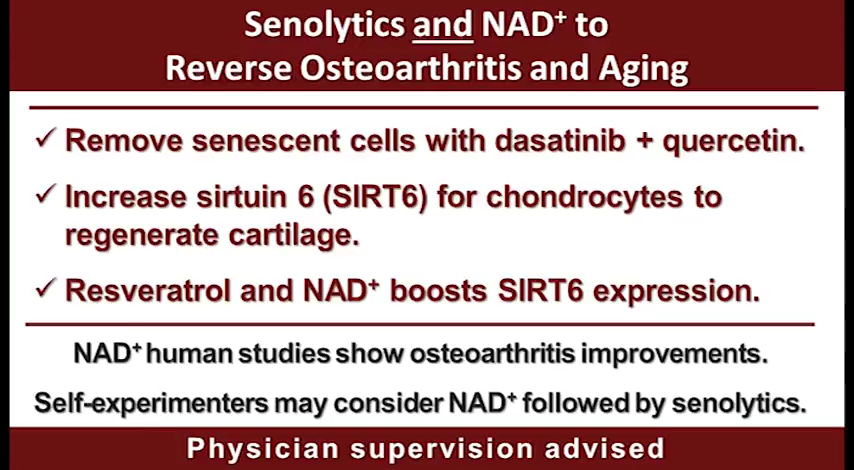 Senolytics and NAD⁺ to
Reverse Osteoarthritis and Aging
✓ Remove senescent cells with dasatinib + quercetin.
✓ Increase sirtuin 6 (SIRT6) for chondrocytes to
regenerate cartilage.
✓ Resveratrol and NAD⁺ boosts SIRT6 expression.
NAD⁺ human studies show osteoarthritis improvements.
Self-experimenters may consider NAD⁺ followed by senolytics.
Physician supervision advised